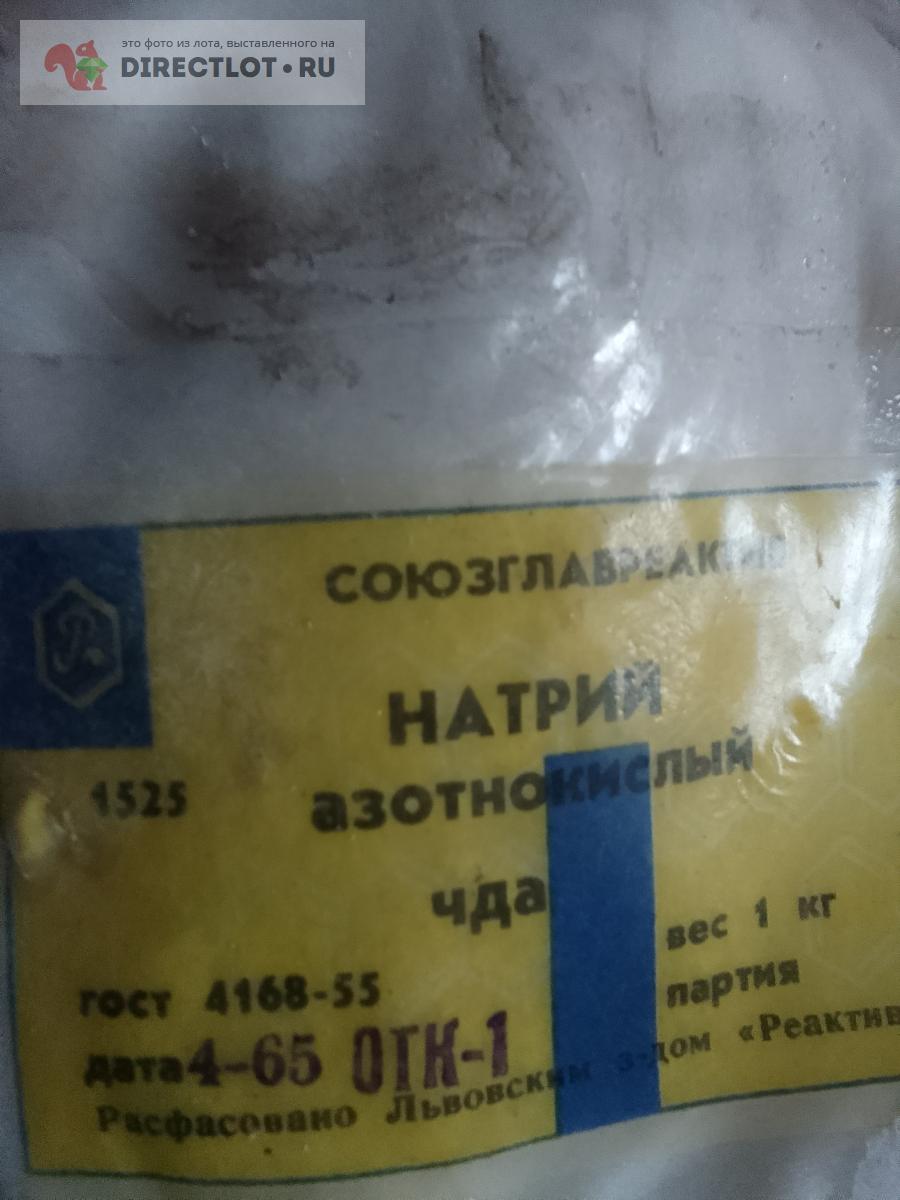 это фото из лота, выставленного на
DIRECTLOT•RU
СОЮЗГЛАВРЕАКТИВ
НАТРИЙ
азотнокислый
1525
чда
вес 1 кг
гост 4168-55
партия
дата 4-65 ОТК-1
Расфасовано Львовским з-дом «Реактив